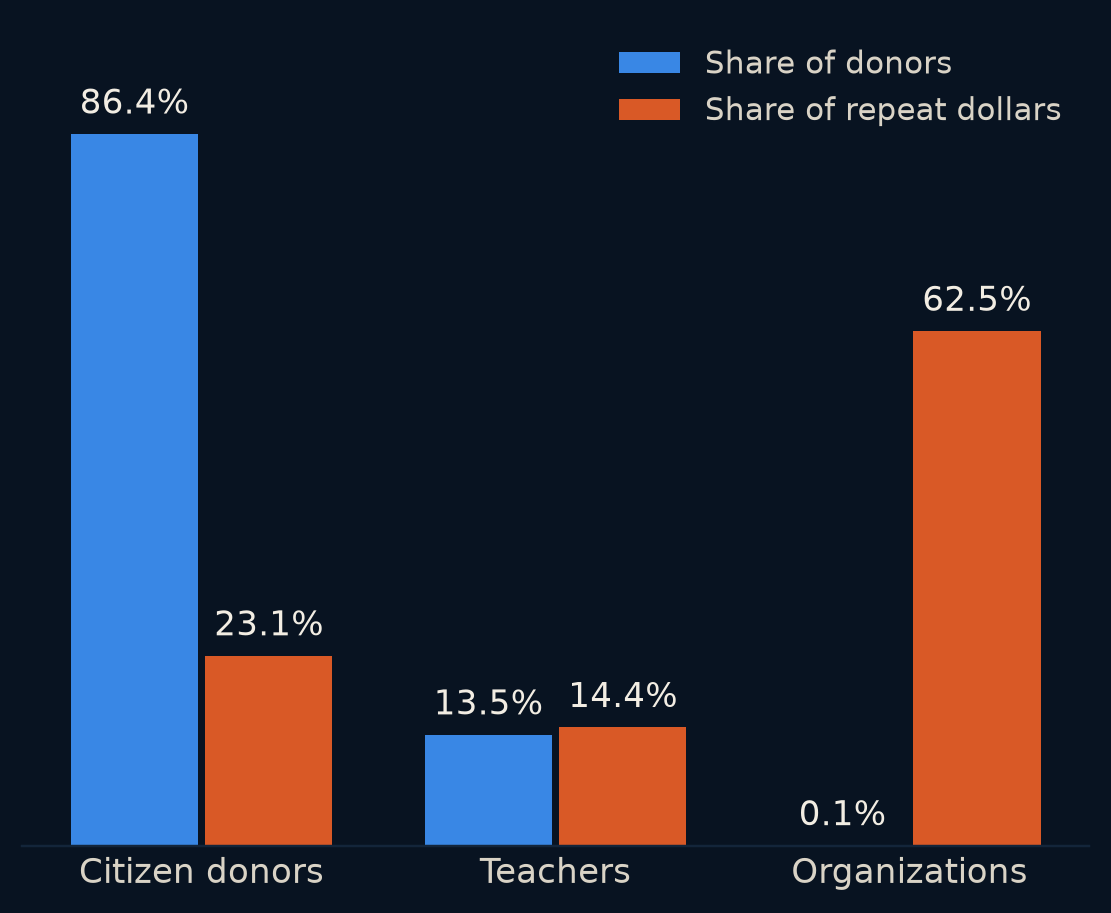 Share of donors
Share of repeat dollars
86.4%
23.1%
13.5%
14.4%
0.1%
62.5%
Citizen donors
Teachers
Organizations